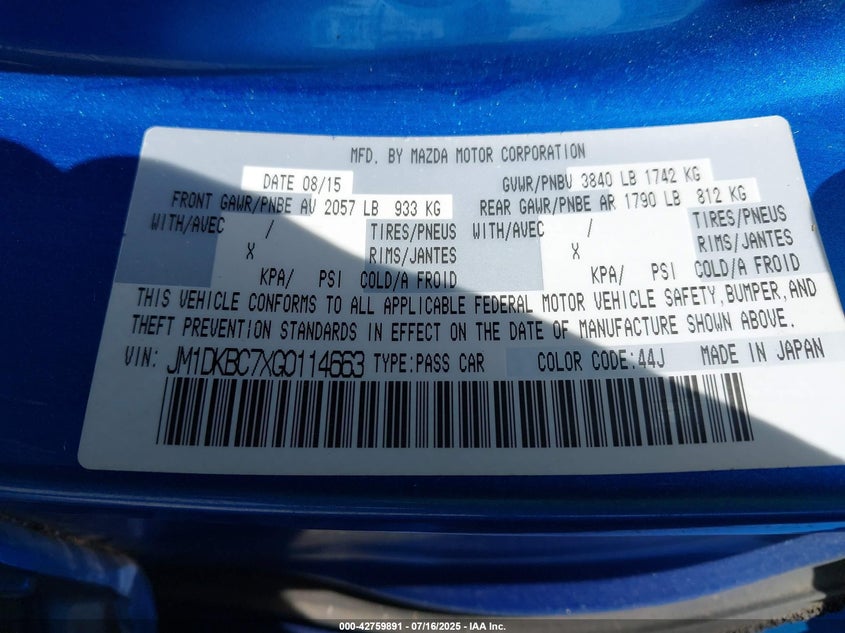 MFD. BY MAZDA MOTOR CORPORATION
DATE 08/15 GVWR/PNBV 3840 LB 1742 KG
FRONT GAWR/PNBE AV 2057 LB 933 KG REAR GAWR/PNBE AR 1790 LB 812 KG
WITH/AVEC / TIRES/PNEUS WITH/AVEC / TIRES/PNEUS
X RIMS/JANTES X RIMS/JANTES
KPA/ PSI COLD/A FROID KPA/ PSI COLD/A FROID
THIS VEHICLE CONFORMS TO ALL APPLICABLE FEDERAL MOTOR VEHICLE SAFETY, BUMPER, AND
THEFT PREVENTION STANDARDS IN EFFECT ON THE DATE OF MANUFACTURE SHOWN ABOVE.
VIN: JM1DKBC7XG0114663 TYPE:PASS CAR COLOR CODE:44J MADE IN JAPAN
000-42759891 - 07/16/2025 - IAA Inc.